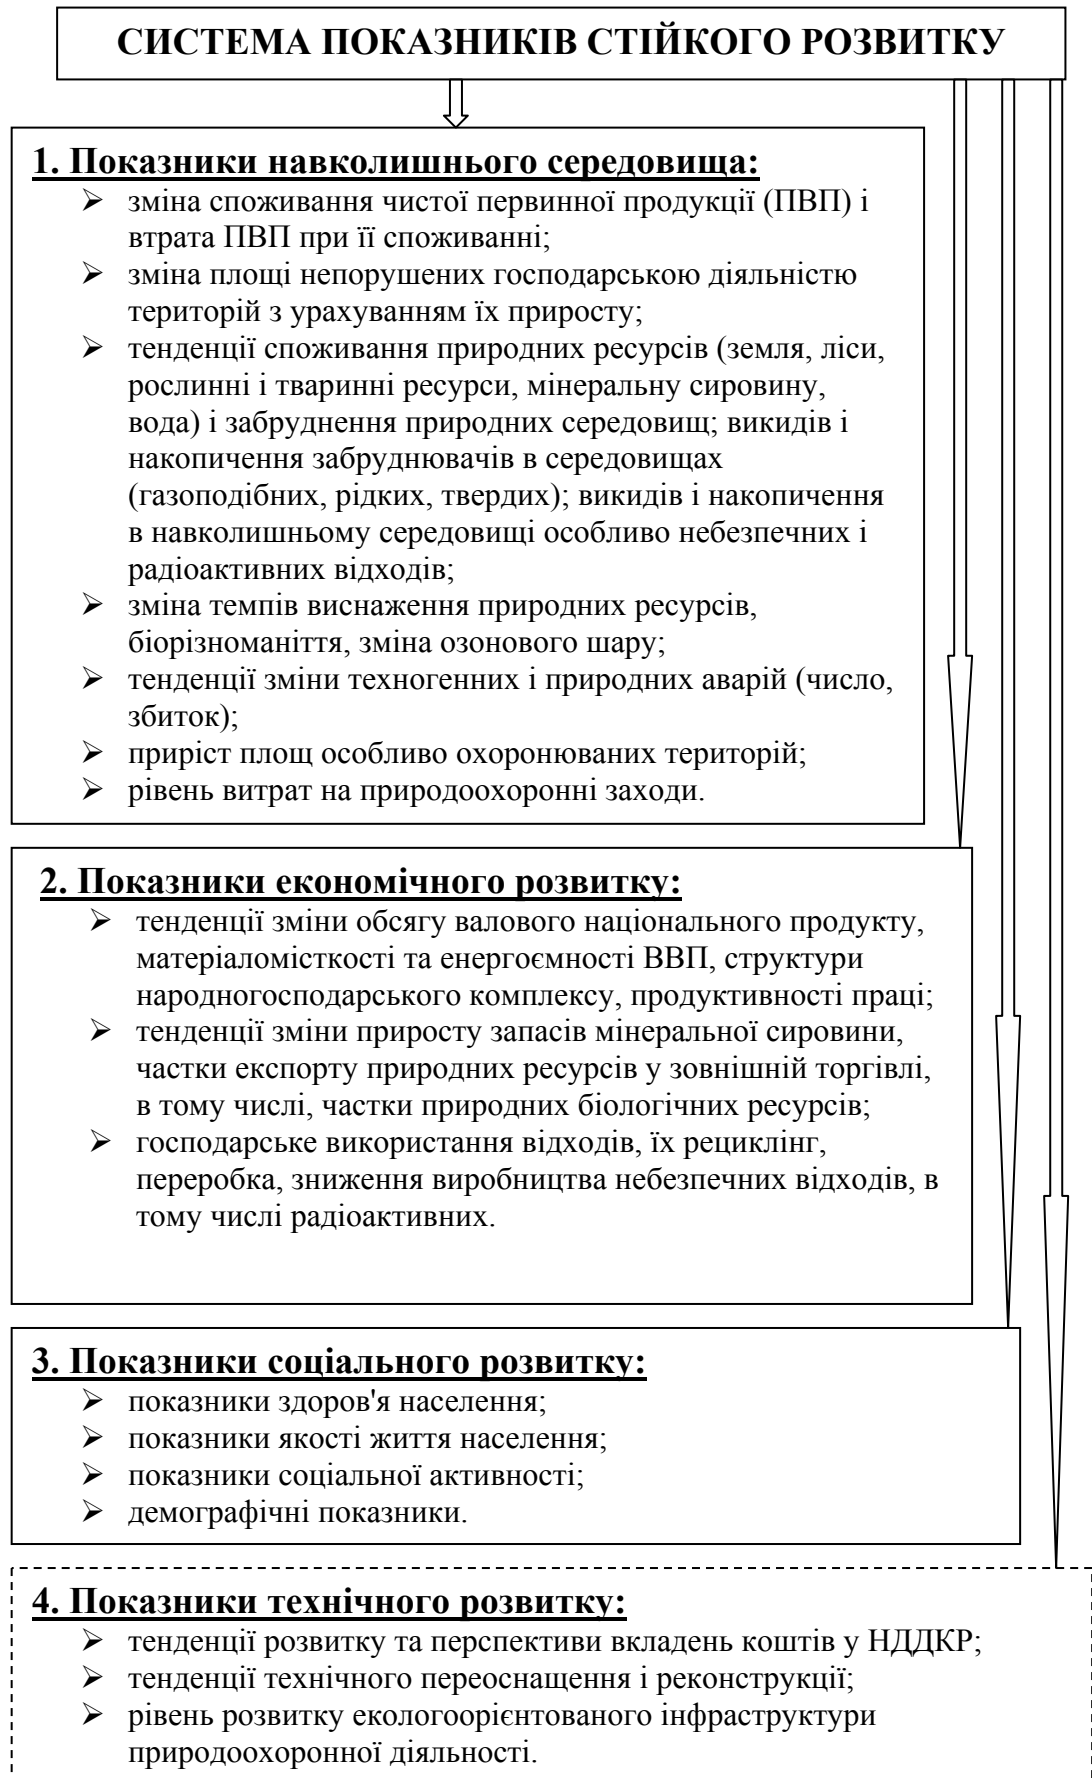 СИСТЕМА ПОКАЗНИКІВ СТІЙКОГО РОЗВИТКУ
1. Показники навколишнього середовища:
➢ зміна споживання чистої первинної продукції (ПВП) і
втрата ПВП при її споживанні;
➢ зміна площі непорушених господарською діяльністю
територій з урахуванням їх приросту;
➢ тенденції споживання природних ресурсів (земля, ліси,
рослинні і тваринні ресурси, мінеральну сировину,
вода) і забруднення природних середовищ; викидів і
накопичення забруднювачів в середовищах
(газоподібних, рідких, твердих); викидів і накопичення
в навколишньому середовищі особливо небезпечних і
радіоактивних відходів;
➢ зміна темпів виснаження природних ресурсів,
біорізноманіття, зміна озонового шару;
➢ тенденції зміни техногенних і природних аварій (число,
збиток);
➢ приріст площ особливо охоронюваних територій;
➢ рівень витрат на природоохоронні заходи.
2. Показники економічного розвитку:
➢ тенденції зміни обсягу валового національного продукту,
матеріаломісткості та енергоємності ВВП, структури
народногосподарського комплексу, продуктивності праці;
➢ тенденції зміни приросту запасів мінеральної сировини,
частки експорту природних ресурсів у зовнішній торгівлі,
в тому числі, частки природних біологічних ресурсів;
➢ господарське використання відходів, їх рециклінг,
переробка, зниження виробництва небезпечних відходів, в
тому числі радіоактивних.
3. Показники соціального розвитку:
➢ показники здоров'я населення;
➢ показники якості життя населення;
➢ показники соціальної активності;
➢ демографічні показники.
4. Показники технічного розвитку:
➢ тенденції розвитку та перспективи вкладень коштів у НДДКР;
➢ тенденції технічного переоснащення і реконструкції;
➢ рівень розвитку екологоорієнтованого інфраструктури
природоохоронної діяльності.